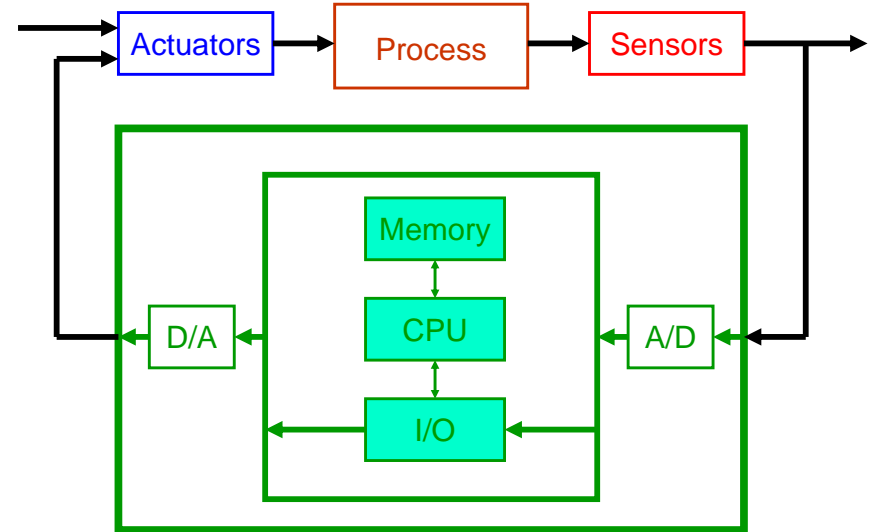 Actuators
Process
Sensors
Memory
D/A
CPU
A/D
I/O